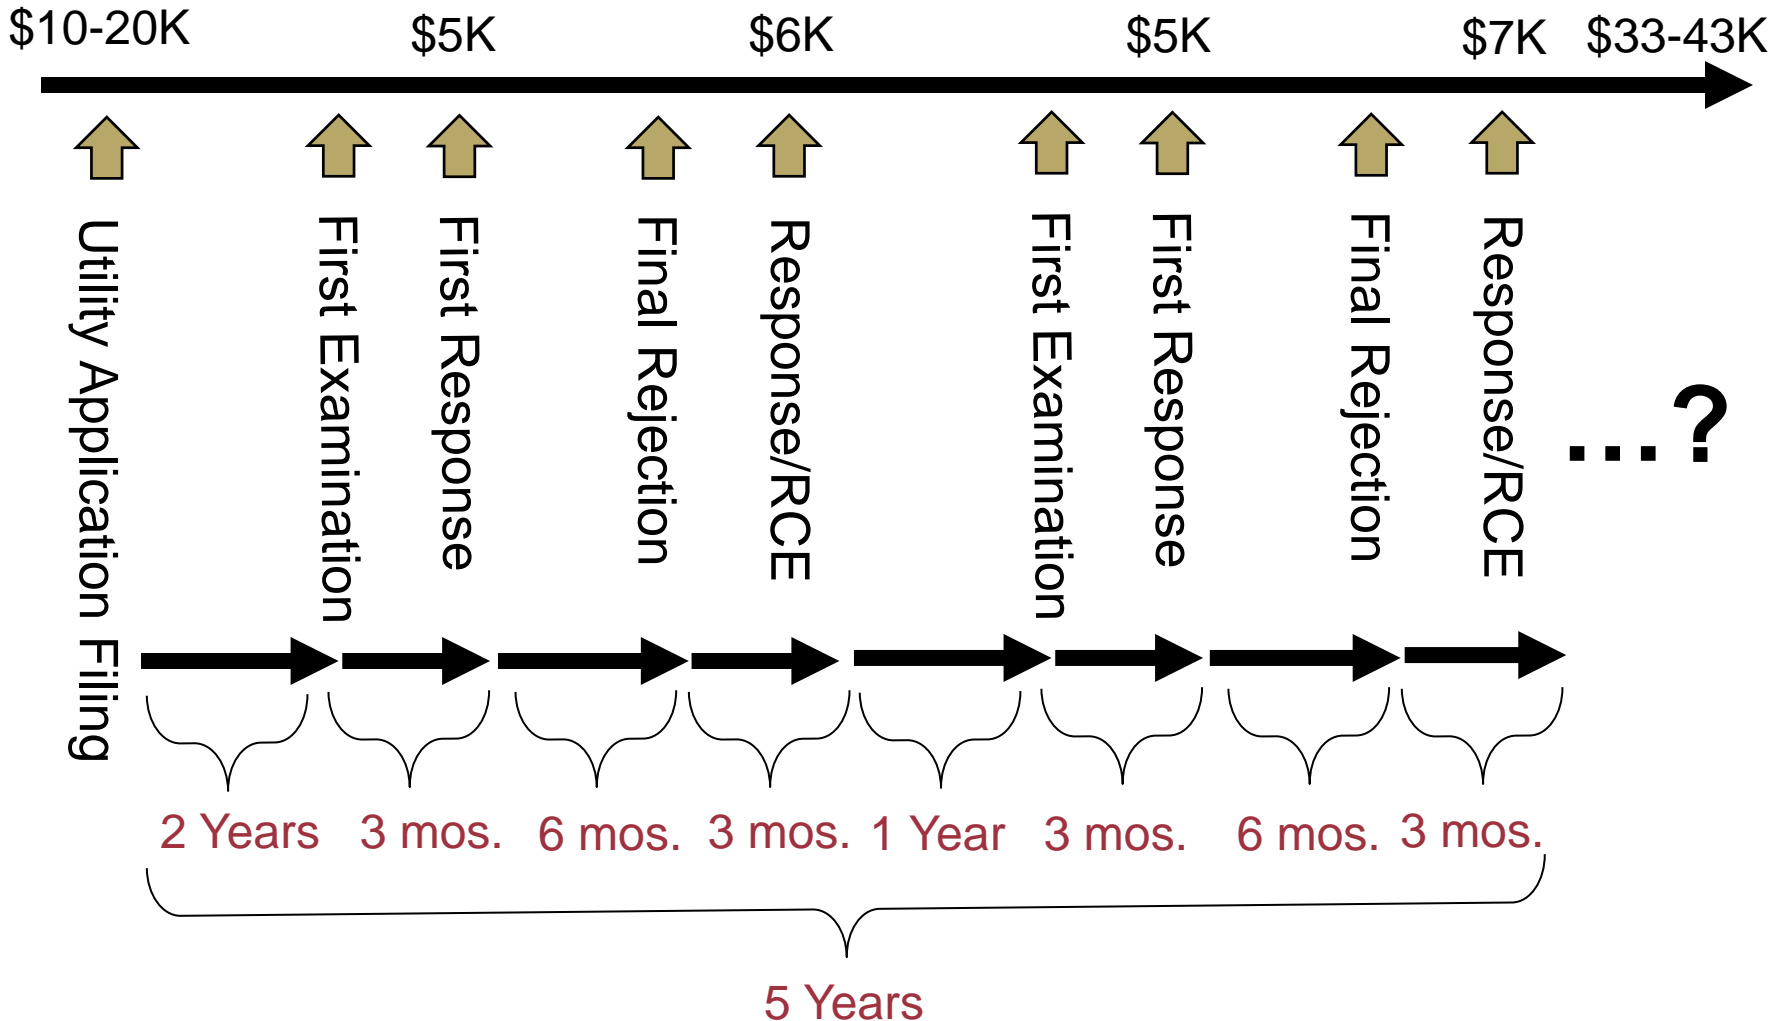 $10-20K
$5K
$6K
$5K
$7K
$33-43K
Utility Application Filing
First Examination
First Response
Final Rejection
Response/RCE
First Examination
First Response
Final Rejection
Response/RCE
...?
2 Years
3 mos.
6 mos.
3 mos.
1 Year
3 mos.
6 mos.
3 mos.
5 Years